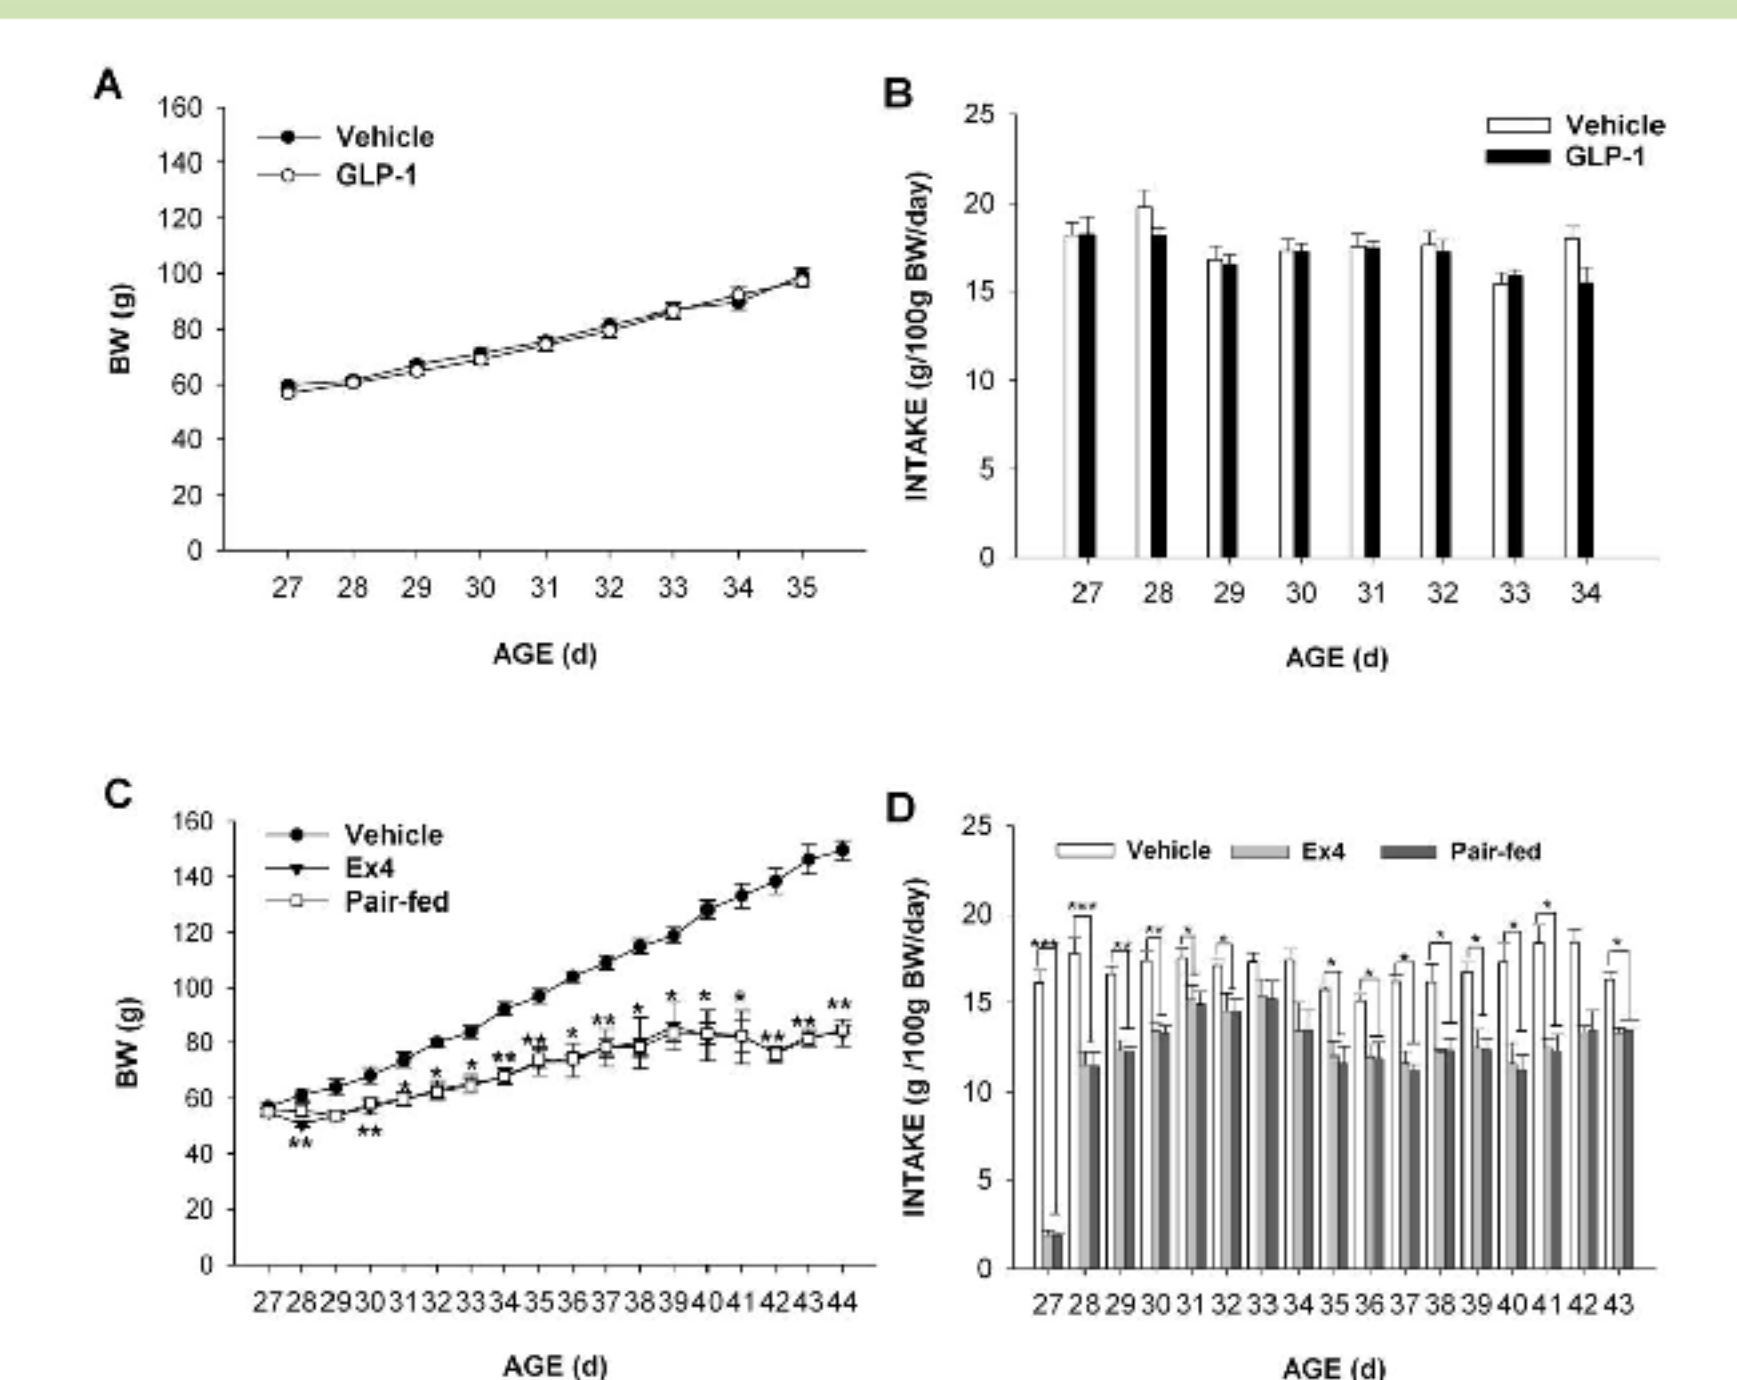 A
160
Vehicle
140
GLP-1
120
100
80
60
40
20
0
BW (g)
27 28 29 30 31 32 33 34 35
AGE (d)
B
25
Vehicle
GLP-1
20
15
10
5
0
INTAKE (g/100g BW/day)
27 28 29 30 31 32 33 34
AGE (d)
C
160
Vehicle
Ex4
140
Pair-fed
120
100
* * *
** * **
** *
80
** **
* * **
*
60
** **
40
20
0
BW (g)
27 28 29 30 31 32 33 34 35 36 37 38 39 40 41 42 43 44
AGE (d)
D
25
Vehicle Ex4 Pair-fed
20
*** *
*** ** ** * * * * * * * * *
15
10
5
0
INTAKE (g /100g BW/day)
27 28 29 30 31 32 33 34 35 36 37 38 39 40 41 42 43
AGE (d)